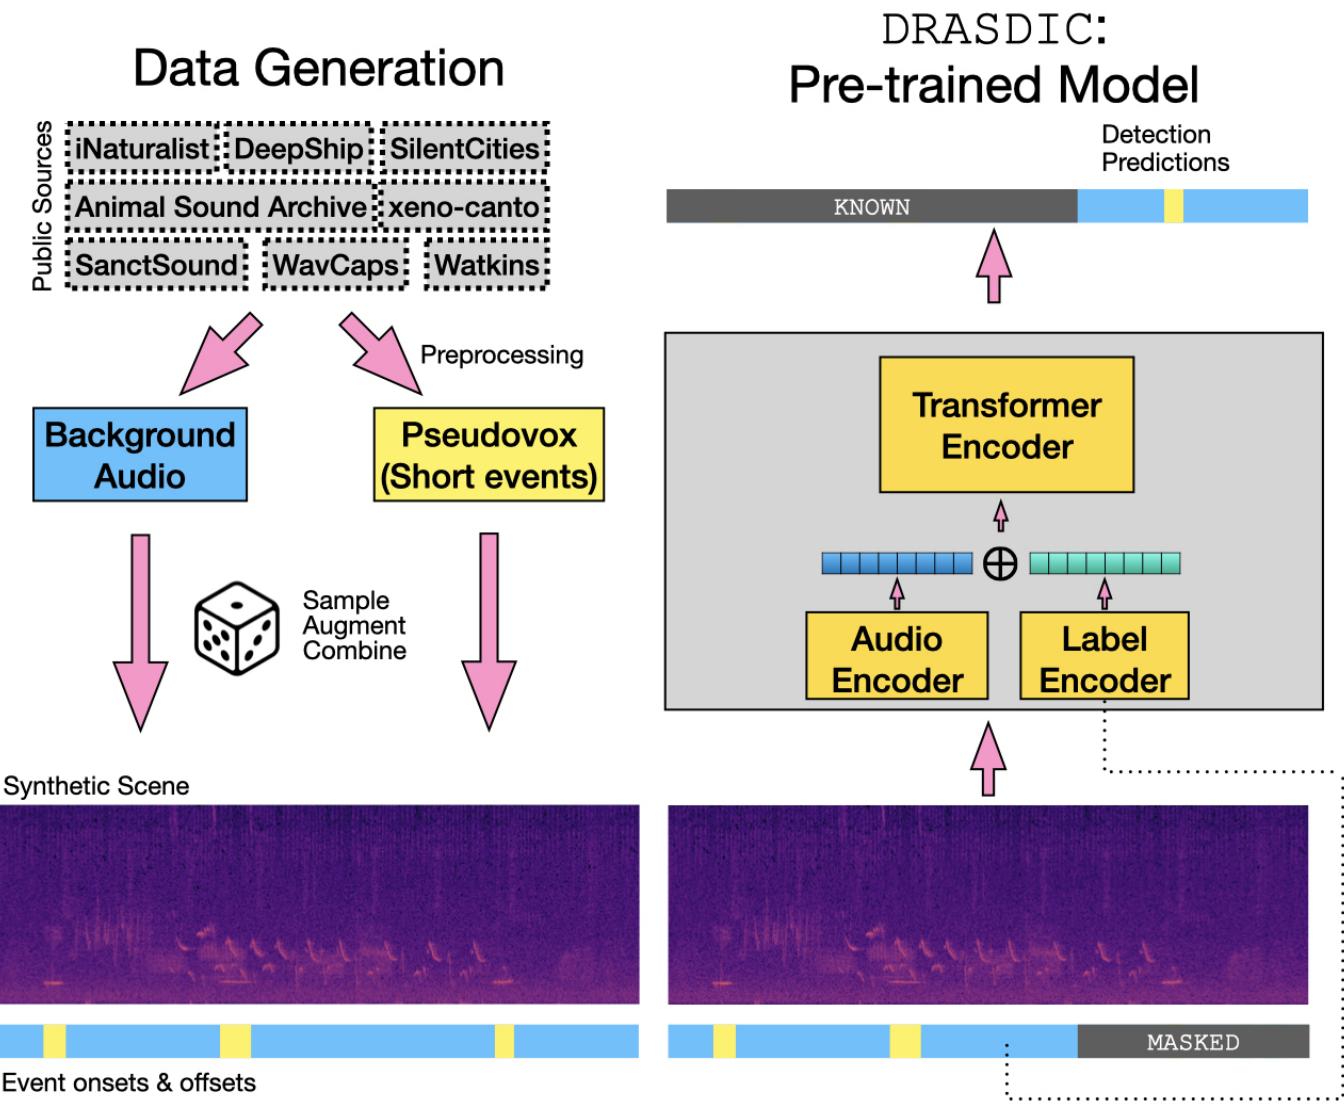 Data Generation
Public Sources
iNaturalist
DeepShip
SilentCities
Animal Sound Archive
xeno-canto
SanctSound
WavCaps
Watkins
Preprocessing
Background
Audio
Pseudovox
(Short events)
Sample
Augment
Combine
Synthetic Scene
Event onsets & offsets
DRASDIC:
Pre-trained Model
Detection
Predictions
KNOWN
Transformer
Encoder
Audio
Encoder
Label
Encoder
MASKED